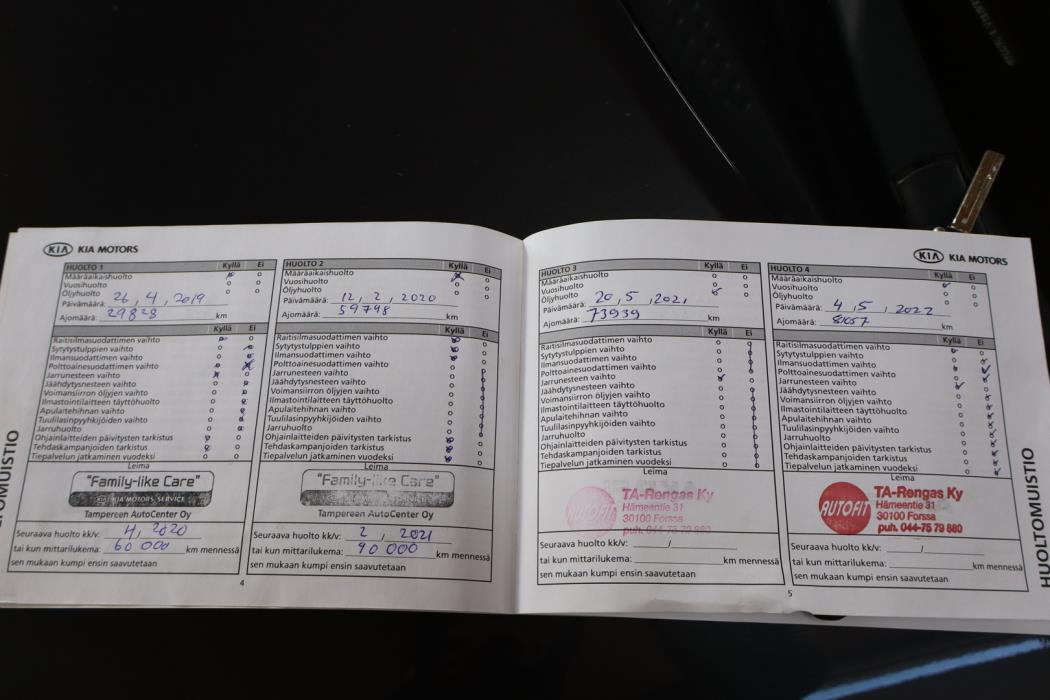 KIA KIA MOTORS
HUOLTO 1 Kyllä Ei
Määräaikaishuolto
Vuosihuolto
Öljyhuolto
Päivämäärä: 26, 4, 2019
Ajomäärä: 29828 km
Kyllä Ei
Raitisilmasuodattimen vaihto
Sytytystulppien vaihto
Ilmansuodattimen vaihto
Polttoainesuodattimen vaihto
Jarrunesteen vaihto
Jäähdytysnesteen vaihto
Voimansiirron öljyjen vaihto
Ilmastointilaitteen täyttöhuolto
Apulaitehihnan vaihto
Tuulilasinpyyhkijöiden vaihto
Jarruhuolto
Ohjainlaitteiden päivitysten tarkistus
Tehdaskampanjoiden tarkistus
Tiepalvelun jatkaminen vuodeksi
Leima
"Family-like Care"
KIA KIA MOTORS SERVICE
Tampereen AutoCenter Oy
Seuraava huolto kk/v: 4, 2020
tai kun mittarilukema: 60 000 km mennessä
sen mukaan kumpi ensin saavutetaan
4
HUOLTO 2 Kyllä Ei
Määräaikaishuolto
Vuosihuolto
Öljyhuolto
Päivämäärä: 12, 2, 2020
Ajomäärä: 59798 km
Kyllä Ei
Raitisilmasuodattimen vaihto
Sytytystulppien vaihto
Ilmansuodattimen vaihto
Polttoainesuodattimen vaihto
Jarrunesteen vaihto
Jäähdytysnesteen vaihto
Voimansiirron öljyjen vaihto
Ilmastointilaitteen täyttöhuolto
Apulaitehihnan vaihto
Tuulilasinpyyhkijöiden vaihto
Jarruhuolto
Ohjainlaitteiden päivitysten tarkistus
Tehdaskampanjoiden tarkistus
Tiepalvelun jatkaminen vuodeksi
Leima
"Family-like Care"
Tampereen AutoCenter Oy
Seuraava huolto kk/v: 2, 2021
tai kun mittarilukema: 90 000 km mennessä
sen mukaan kumpi ensin saavutetaan
HUOLTO 3 Kyllä Ei
Määräaikaishuolto
Vuosihuolto
Öljyhuolto
Päivämäärä: 20, 5, 2021
Ajomäärä: 73939 km
Kyllä Ei
Raitisilmasuodattimen vaihto
Sytytystulppien vaihto
Ilmansuodattimen vaihto
Polttoainesuodattimen vaihto
Jarrunesteen vaihto
Jäähdytysnesteen vaihto
Voimansiirron öljyjen vaihto
Ilmastointilaitteen täyttöhuolto
Apulaitehihnan vaihto
Tuulilasinpyyhkijöiden vaihto
Jarruhuolto
Ohjainlaitteiden päivitysten tarkistus
Tehdaskampanjoiden tarkistus
Tiepalvelun jatkaminen vuodeksi
Leima
AUTOFIT
TA-Rengas Ky
Hämeentie 31
30100 Forssa
puh. 044-75 79 880
Seuraava huolto kk/v: /
tai kun mittarilukema: km mennessä
sen mukaan kumpi ensin saavutetaan
5
KIA KIA MOTORS
HUOLTO 4 Kyllä Ei
Määräaikaishuolto
Vuosihuolto
Öljyhuolto
Päivämäärä: 4, 5, 2022
Ajomäärä: km
Kyllä Ei
Raitisilmasuodattimen vaihto
Sytytystulppien vaihto
Ilmansuodattimen vaihto
Polttoainesuodattimen vaihto
Jarrunesteen vaihto
Jäähdytysnesteen vaihto
Voimansiirron öljyjen vaihto
Ilmastointilaitteen täyttöhuolto
Apulaitehihnan vaihto
Tuulilasinpyyhkijöiden vaihto
Jarruhuolto
Ohjainlaitteiden päivitysten tarkistus
Tehdaskampanjoiden tarkistus
Tiepalvelun jatkaminen vuodeksi
Leima
AUTOFIT
TA-Rengas Ky
Hämeentie 31
30100 Forssa
puh. 044-75 79 880
Seuraava huolto kk/v: /
tai kun mittarilukema: km mennessä
sen mukaan kumpi ensin saavutetaan
HUOLTOMUISTIO